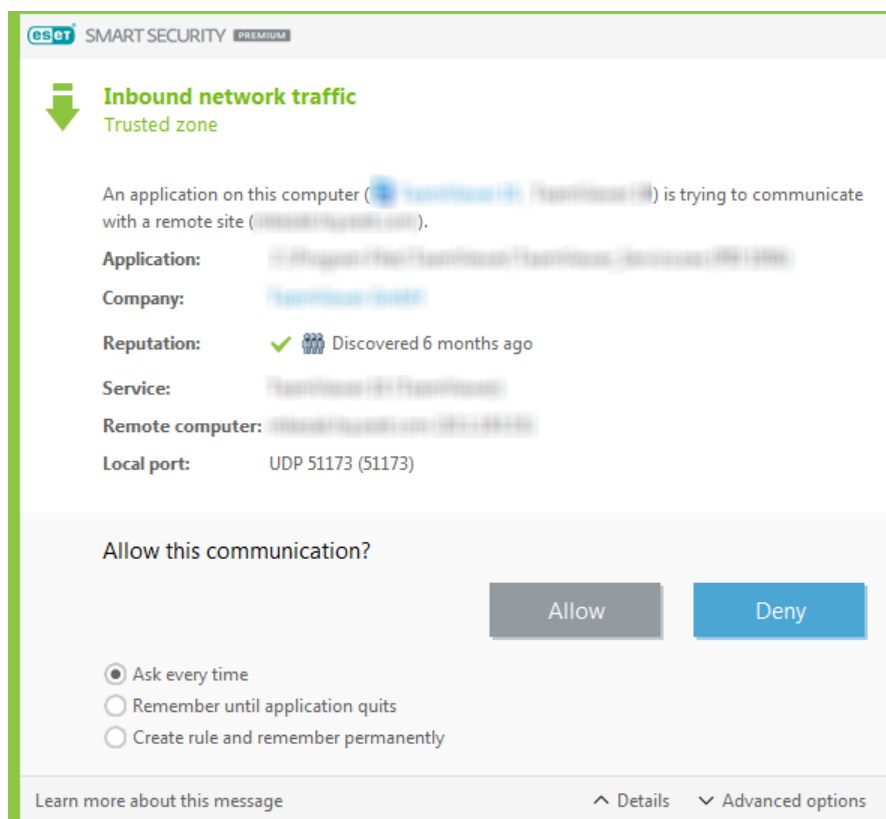 eset SMART SECURITY PREMIUM
Inbound network traffic
Trusted zone
An application on this computer ( ) is trying to communicate
with a remote site ( ).
Application:
Company:
Reputation: Discovered 6 months ago
Service:
Remote computer:
Local port: UDP 51173 (51173)
Allow this communication?
Allow Deny
Ask every time
Remember until application quits
Create rule and remember permanently
Learn more about this message Details Advanced options